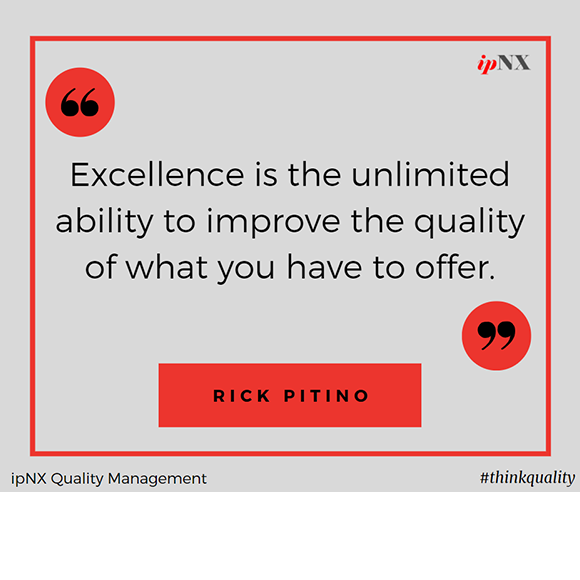 ipNX
“
Excellence is the unlimited
ability to improve the quality
of what you have to offer.
”
RICK PITINO
ipNX Quality Management
#thinkquality